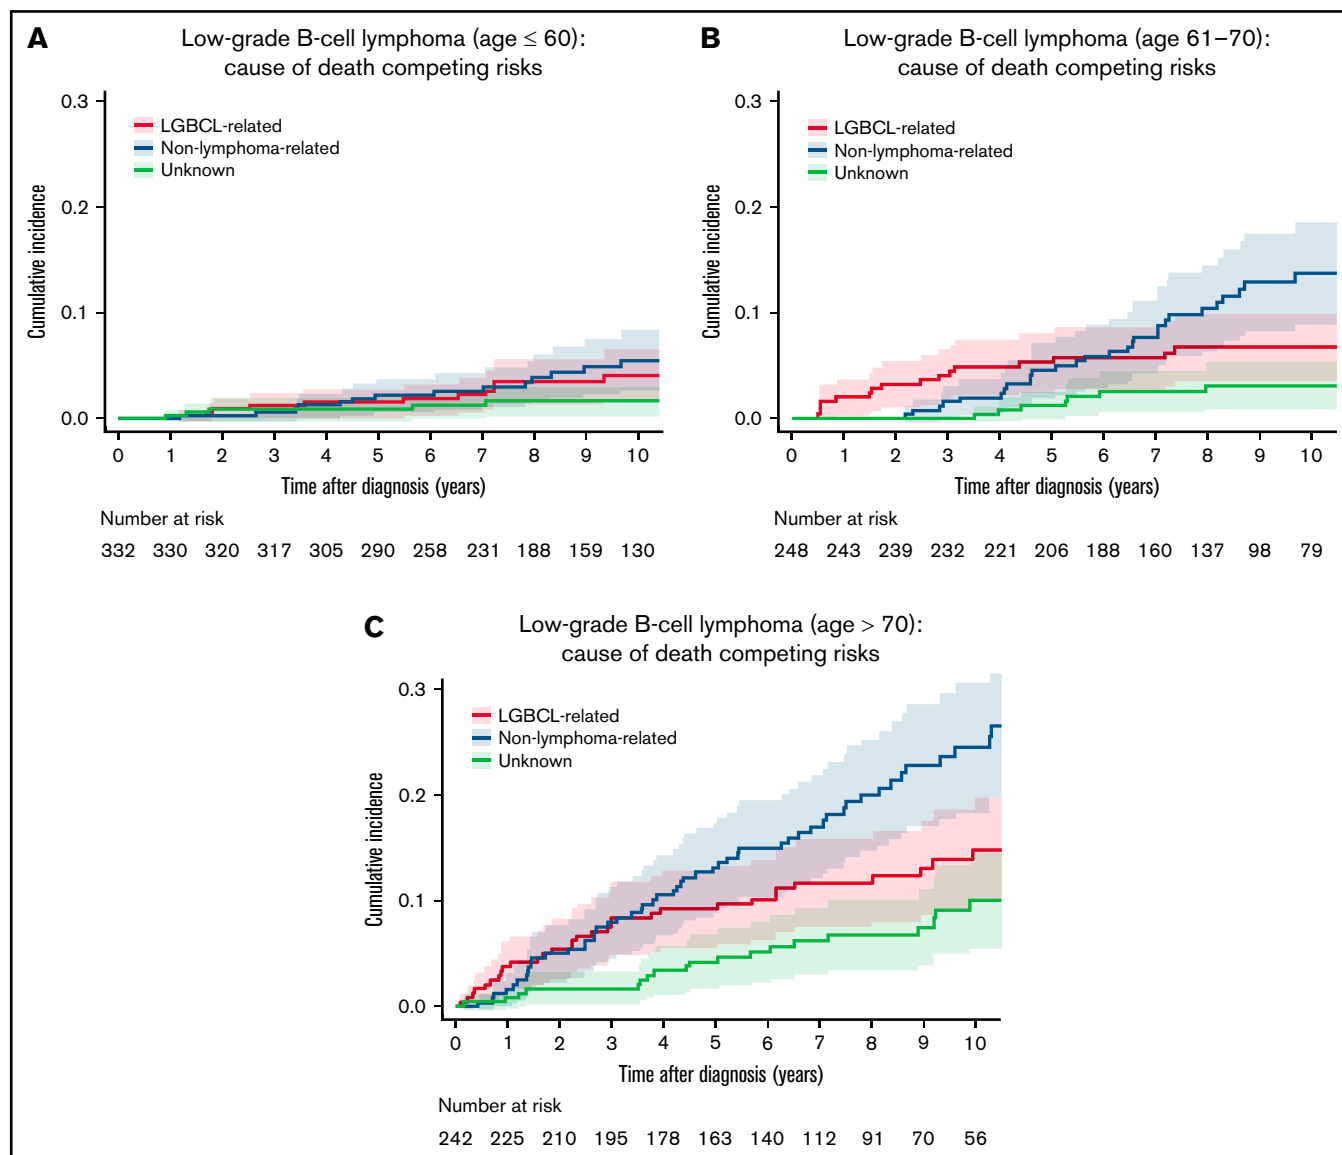 A
Low-grade B-cell lymphoma (age ≤ 60):
cause of death competing risks
Cumulative incidence
0.3
0.2
0.1
0.0
LGBCL-related
Non-lymphoma-related
Unknown
0 1 2 3 4 5 6 7 8 9 10
Time after diagnosis (years)
Number at risk
332 330 320 317 305 290 258 231 188 159 130
B
Low-grade B-cell lymphoma (age 61–70):
cause of death competing risks
Cumulative incidence
0.3
0.2
0.1
0.0
LGBCL-related
Non-lymphoma-related
Unknown
0 1 2 3 4 5 6 7 8 9 10
Time after diagnosis (years)
Number at risk
248 243 239 232 221 206 188 160 137 98 79
C
Low-grade B-cell lymphoma (age > 70):
cause of death competing risks
Cumulative incidence
0.3
0.2
0.1
0.0
LGBCL-related
Non-lymphoma-related
Unknown
0 1 2 3 4 5 6 7 8 9 10
Time after diagnosis (years)
Number at risk
242 225 210 195 178 163 140 112 91 70 56